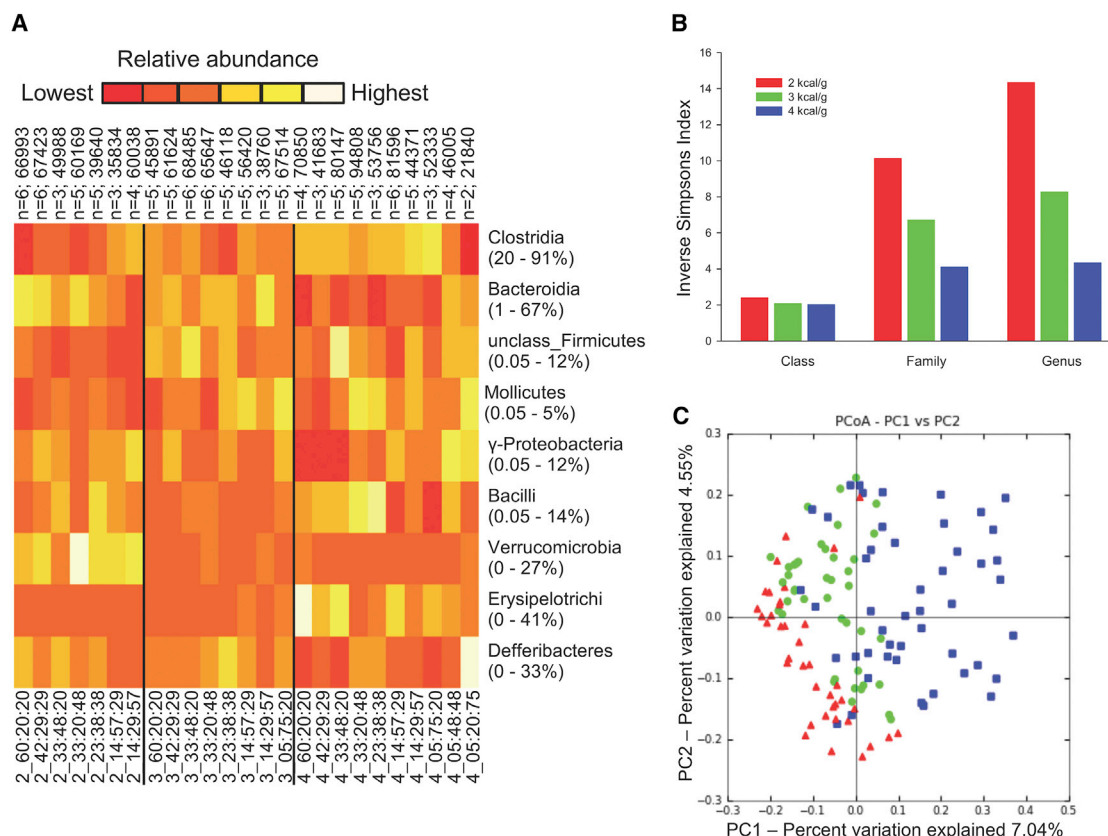 A
Relative abundance
Lowest
Highest
n=6; 66993
n=6; 67423
n=3; 49988
n=5; 60169
n=5; 39640
n=3: 35834
n=4; 60038
n=5; 45891
n=5; 61624
n=6; 68485
n=6; 65647
n=5; 46118
n=5; 56420
n=3; 38760
n=5; 67514
n=4; 70850
n=3; 41683
n=5; 80147
n=5; 94808
n=3; 53756
n=6; 81596
n=5; 44371
n=3; 52333
n=4; 46005
n=2; 21840
Clostridia
(20 - 91%)
Bacteroidia
(1 - 67%)
unclass_Firmicutes
(0.05 - 12%)
Mollicutes
(0.05 - 5%)
γ-Proteobacteria
(0.05 - 12%)
Bacilli
(0.05 - 14%)
Verrucomicrobia
(0 - 27%)
Erysipelotrichi
(0 - 41%)
Defferibacteres
(0 - 33%)
2_60:20:20
2_42:29:29
2_33:48:20
2_33:20:48
2_23:38:38
2_14:57:29
2_14:29:57
3_60:20:20
3_42:29:29
3_33:48:20
3_33:20:48
3_23:38:38
3_14:57:29
3_14:29:57
3_05:75:20
4_60:20:20
4_42:29:29
4_33:48:20
4_33:20:48
4_23:38:38
4_14:57:29
4_14:29:57
4_05:75:20
4_05:48:48
4_05:20:75
B
Inverse Simpsons Index
16
14
12
10
8
6
4
2
0
2 kcal/g
3 kcal/g
4 kcal/g
Class
Family
Genus
C
PCoA - PC1 vs PC2
PC2 – Percent variation explained 4.55%
0.3
0.2
0.1
0.0
−0.1
−0.2
−0.3
−0.3
−0.2
−0.1
0.0
0.1
0.2
0.3
0.4
0.5
PC1 – Percent variation explained 7.04%